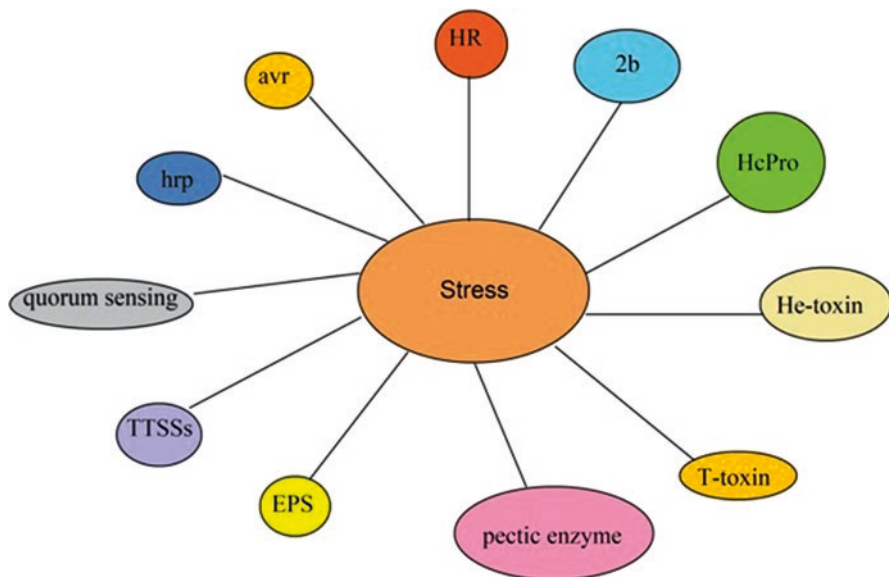 HR
2b
avr
HcPro
hrp
Stress
quorum sensing
He-toxin
TTSSs
T-toxin
EPS
pectic enzyme